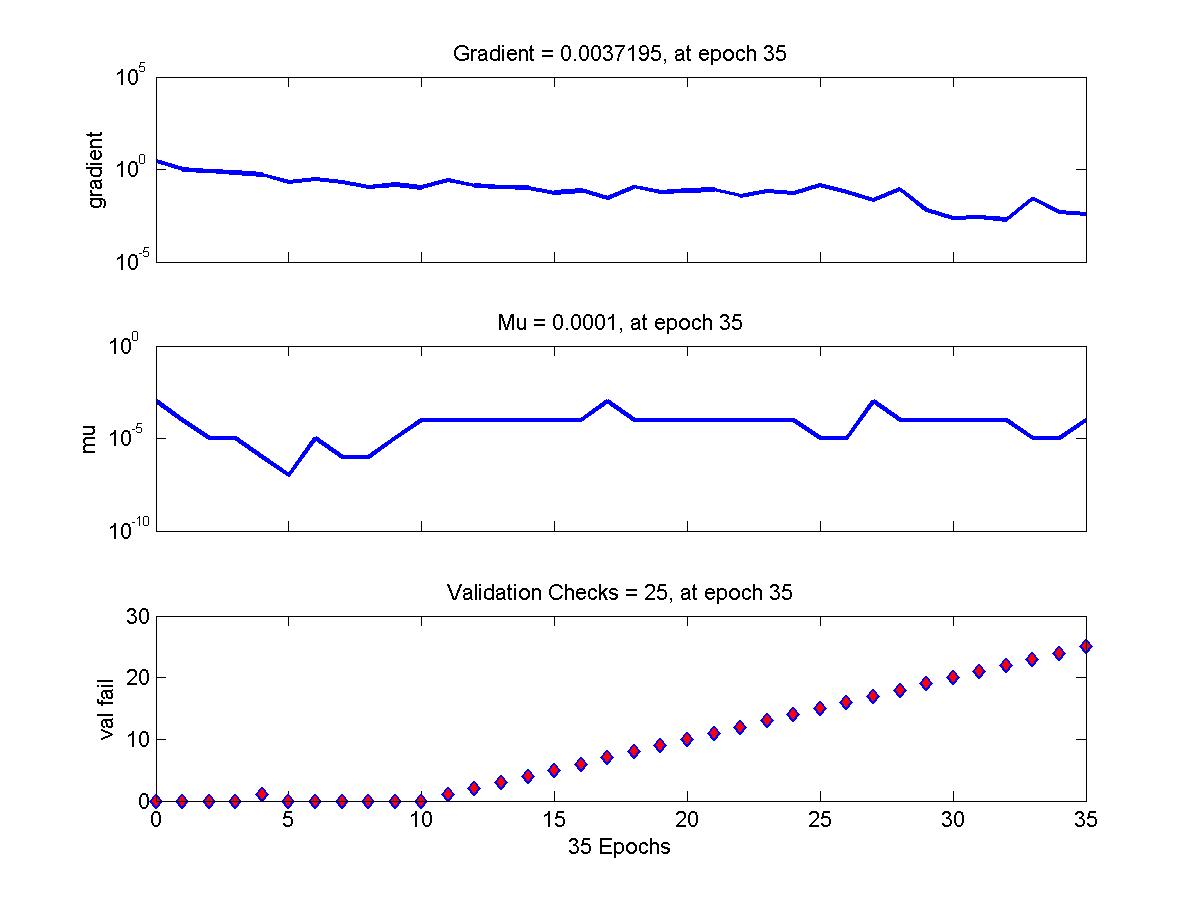 Gradient = 0.0037195, at epoch 35
10^5
10^0
10^-5
gradient
Mu = 0.0001, at epoch 35
10^0
10^-5
10^-10
mu
Validation Checks = 25, at epoch 35
30
20
10
0
val fail
0 5 10 15 20 25 30 35
35 Epochs